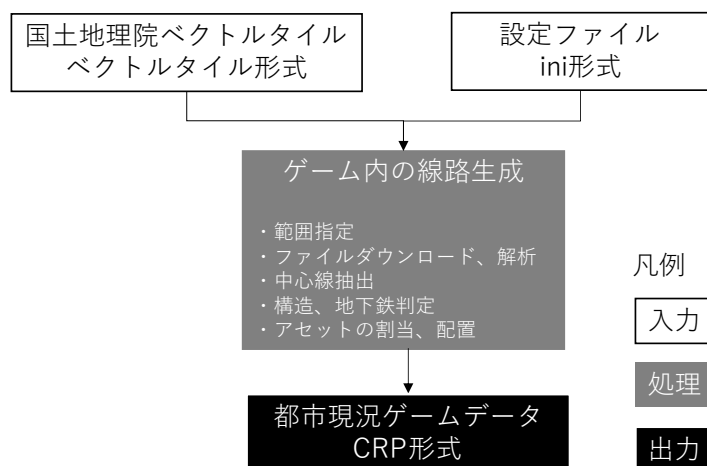 国土地理院ベクトルタイル
ベクトルタイル形式
設定ファイル
ini形式
ゲーム内の線路生成
・範囲指定
・ファイルダウンロード、解析
・中心線抽出
・構造、地下鉄判定
・アセットの割当、配置
都市現況ゲームデータ
CRP形式
凡例
入力
処理
出力